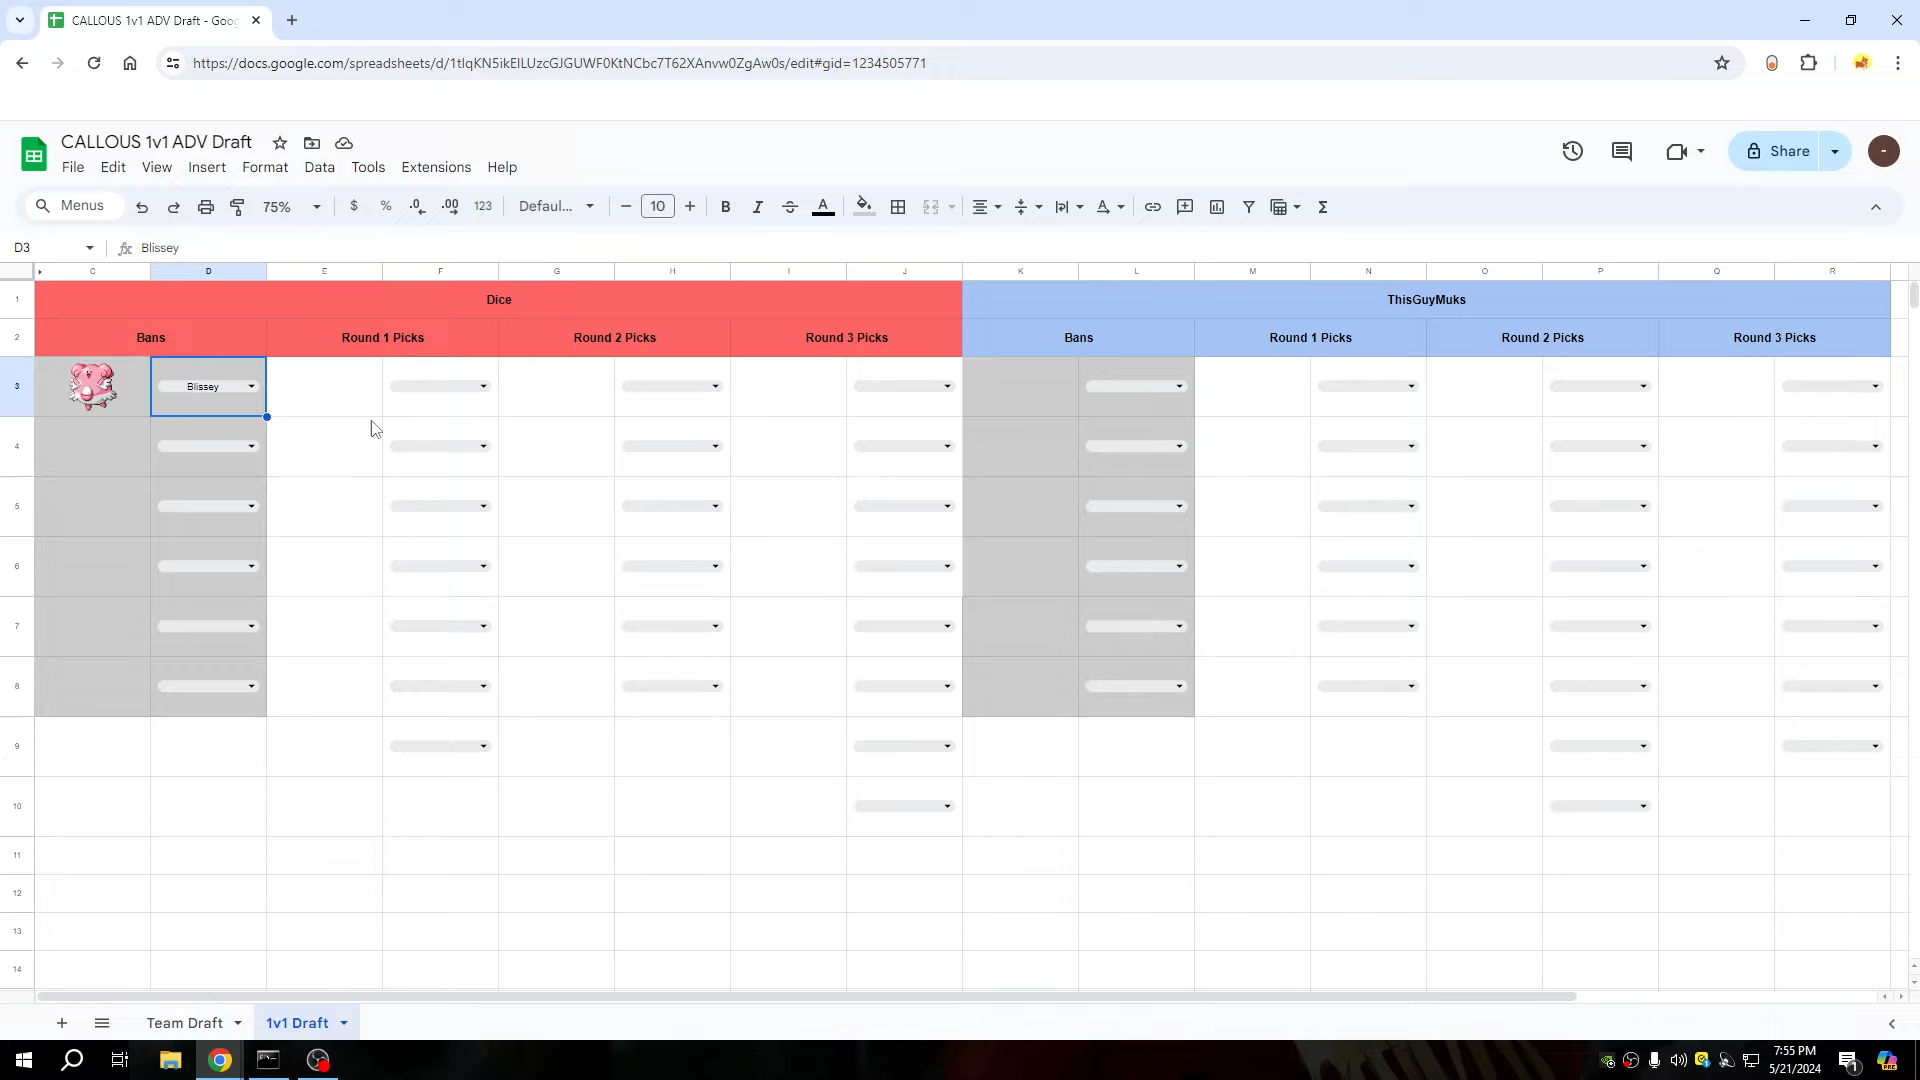 CALLOUS 1v1 ADV Draft - Goo
https://docs.google.com/spreadsheets/d/1tIqKN5ikElLUzcGJGUWF0KtNCbc7T62XAnvw0ZgAw0s/edit#gid=1234505771
CALLOUS 1v1 ADV Draft
File Edit View Insert Format Data Tools Extensions Help
Share
Menus 75% $ % .0 .00 123 Defaul... 10 B I S A Σ
D3 fx Blissey
C D E F G H I J K L M N O P Q R
1 Dice ThisGuyMuks
2 Bans Round 1 Picks Round 2 Picks Round 3 Picks Bans Round 1 Picks Round 2 Picks Round 3 Picks
3 Blissey
4
5
6
7
8
9
10
11
12
13
14
Team Draft 1v1 Draft
7:55 PM
5/21/2024
1
PRE